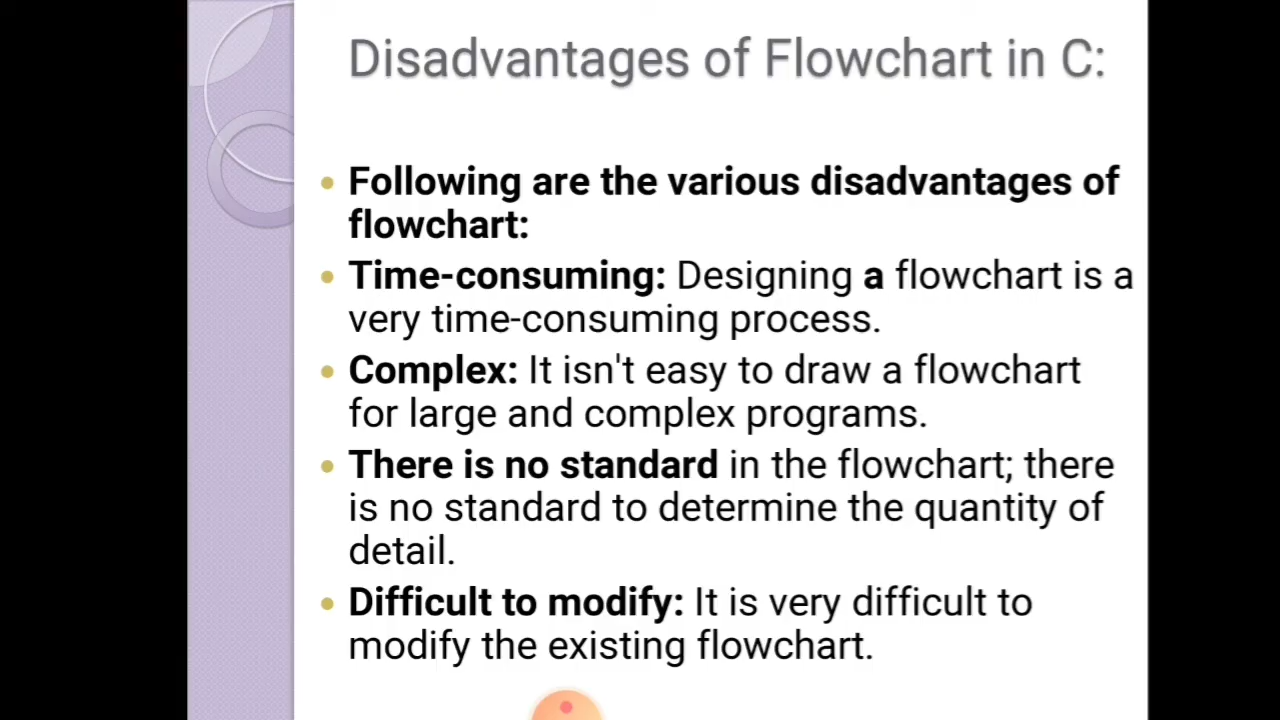 Disadvantages of Flowchart in C:
• Following are the various disadvantages of
flowchart:
• Time-consuming: Designing a flowchart is a
very time-consuming process.
• Complex: It isn't easy to draw a flowchart
for large and complex programs.
• There is no standard in the flowchart; there
is no standard to determine the quantity of
detail.
• Difficult to modify: It is very difficult to
modify the existing flowchart.